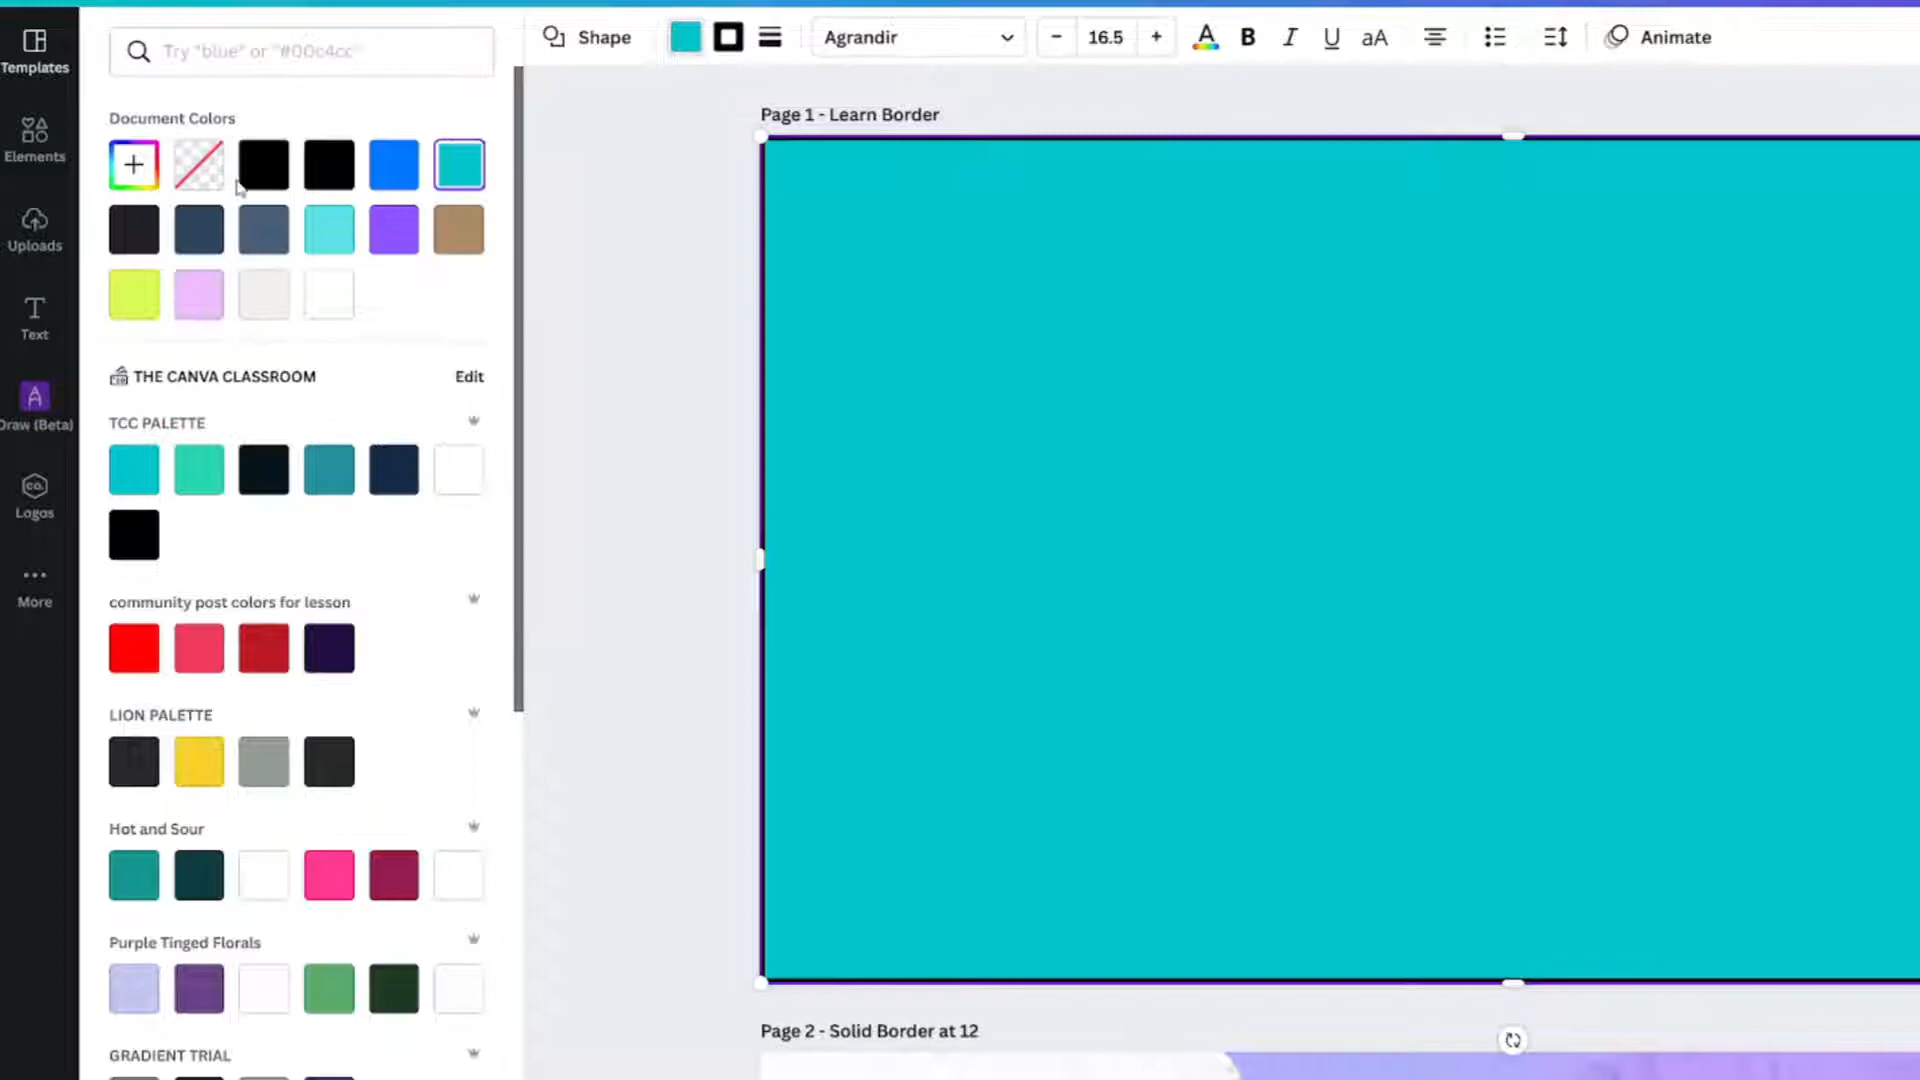 Templates
Elements
Uploads
Text
Draw (Beta)
CO.
Logos
More
Try "blue" or "#00c4cc"
Document Colors
THE CANVA CLASSROOM
Edit
TCC PALETTE
community post colors for lesson
LION PALETTE
Hot and Sour
Purple Tinged Florals
GRADIENT TRIAL
Shape
Agrandir
- 16.5 +
A B I U aA
Animate
Page 1 - Learn Border
Page 2 - Solid Border at 12